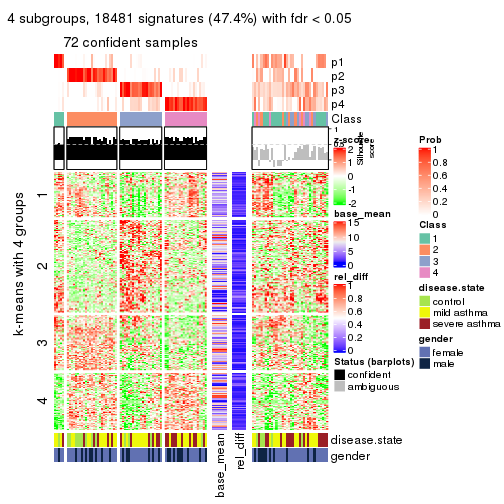 4 subgroups, 18481 signatures (47.4%) with fdr < 0.05
72 confident samples
p1
p2
p3
p4
Class
1
0.5
0
Silhouette
score
k-means with 4 groups
1
2
3
4
disease.state
gender
base_mean
rel_diff
z-score
2
1
0
-1
-2
base_mean
15
10
5
0
rel_diff
1
0.8
0.6
0.4
0.2
0
Status (barplots)
confident
ambiguous
Prob
1
0.8
0.6
0.4
0.2
0
Class
1
2
3
4
disease.state
control
mild asthma
severe asthma
gender
female
male